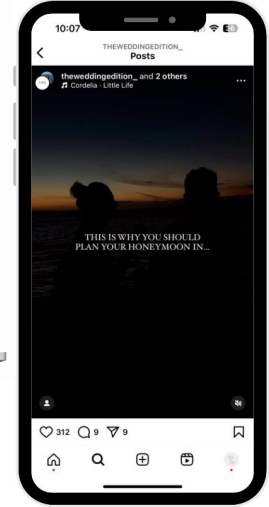 10:07
THEWEDDINGEDITION_
Posts
theweddingedition_ and 2 others
Cordelia · Little Life
THIS IS WHY YOU SHOULD
PLAN YOUR HONEYMOON IN...
312 9 9